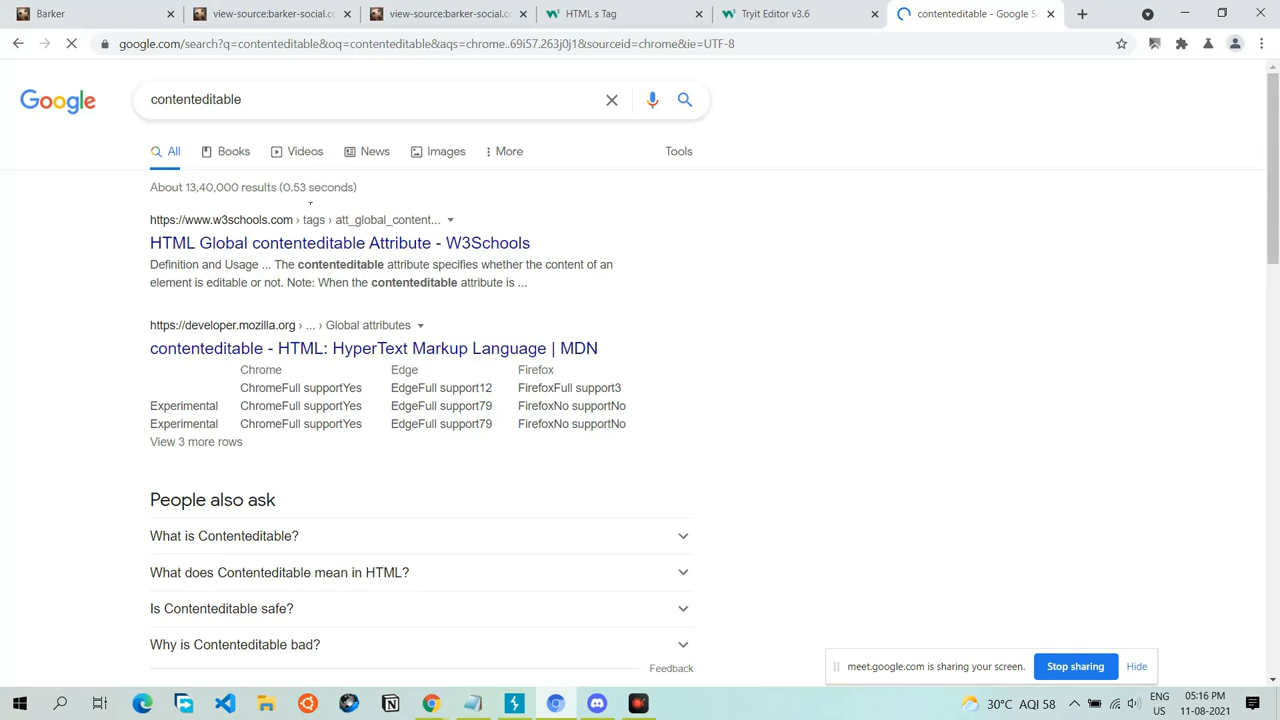 Barker
view-source:barker-social.c
view-source:barker-social.c
HTML s Tag
Tryit Editor v3.6
contenteditable - Google Se
google.com/search?q=contenteditable&oq=contenteditable&aqs=chrome..69i57.263j0j1&sourceid=chrome&ie=UTF-8
Google
contenteditable
All
Books
Videos
News
Images
More
Tools
About 13,40,000 results (0.53 seconds)
https://www.w3schools.com › tags › att_global_content...
HTML Global contenteditable Attribute - W3Schools
Definition and Usage ... The contenteditable attribute specifies whether the content of an
element is editable or not. Note: When the contenteditable attribute is ...
https://developer.mozilla.org › ... › Global attributes
contenteditable - HTML: HyperText Markup Language | MDN
Chrome Edge Firefox
ChromeFull supportYes EdgeFull support12 FirefoxFull support3
Experimental ChromeFull supportYes EdgeFull support79 FirefoxNo supportNo
Experimental ChromeFull supportYes EdgeFull support79 FirefoxNo supportNo
View 3 more rows
People also ask
What is Contenteditable?
What does Contenteditable mean in HTML?
Is Contenteditable safe?
Why is Contenteditable bad?
Feedback
meet.google.com is sharing your screen.
Stop sharing
Hide
30°C AQI 58
ENG
US
05:16 PM
11-08-2021